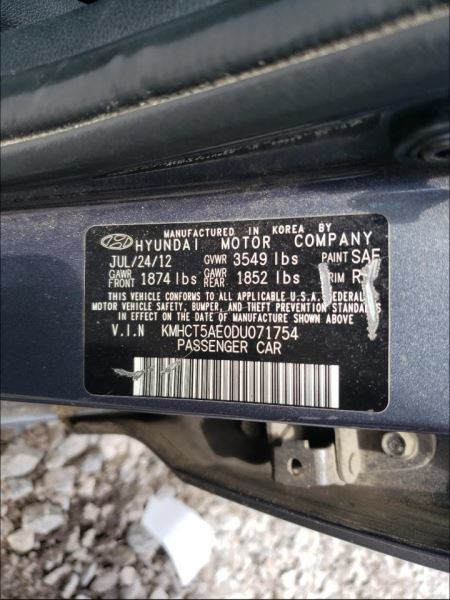 MANUFACTURED IN KOREA BY
HYUNDAI MOTOR COMPANY
JUL/24/12 GVWR 3549 lbs PAINT SAE
GAWR FRONT 1874 lbs GAWR REAR 1852 lbs TRIM
THIS VEHICLE CONFORMS TO ALL APPLICABLE U.S.A. FEDERAL
MOTOR VEHICLE SAFETY, BUMPER, AND THEFT PREVENTION
STANDARDS IN EFFECT ON THE DATE OF MANUFACTURE SHOWN ABOVE.
V.I.N KMHCT5AE0DU071754
PASSENGER CAR